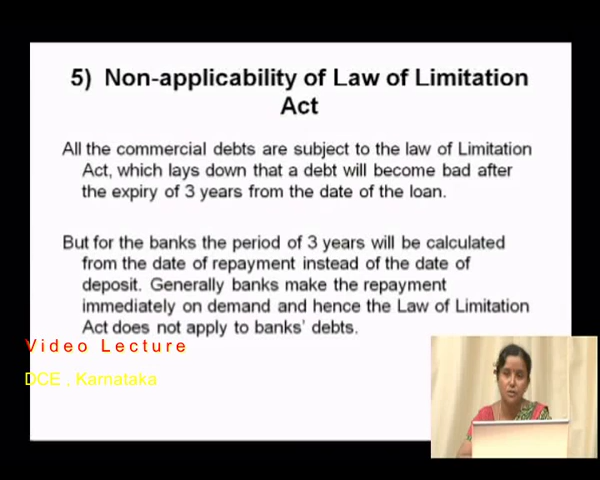 5) Non-applicability of Law of Limitation
Act
All the commercial debts are subject to the law of Limitation
Act, which lays down that a debt will become bad after
the expiry of 3 years from the date of the loan.
But for the banks the period of 3 years will be calculated
from the date of repayment instead of the date of
deposit. Generally banks make the repayment
immediately on demand and hence the Law of Limitation
Act does not apply to banks' debts.
Video Lecture
DCE , Karnataka